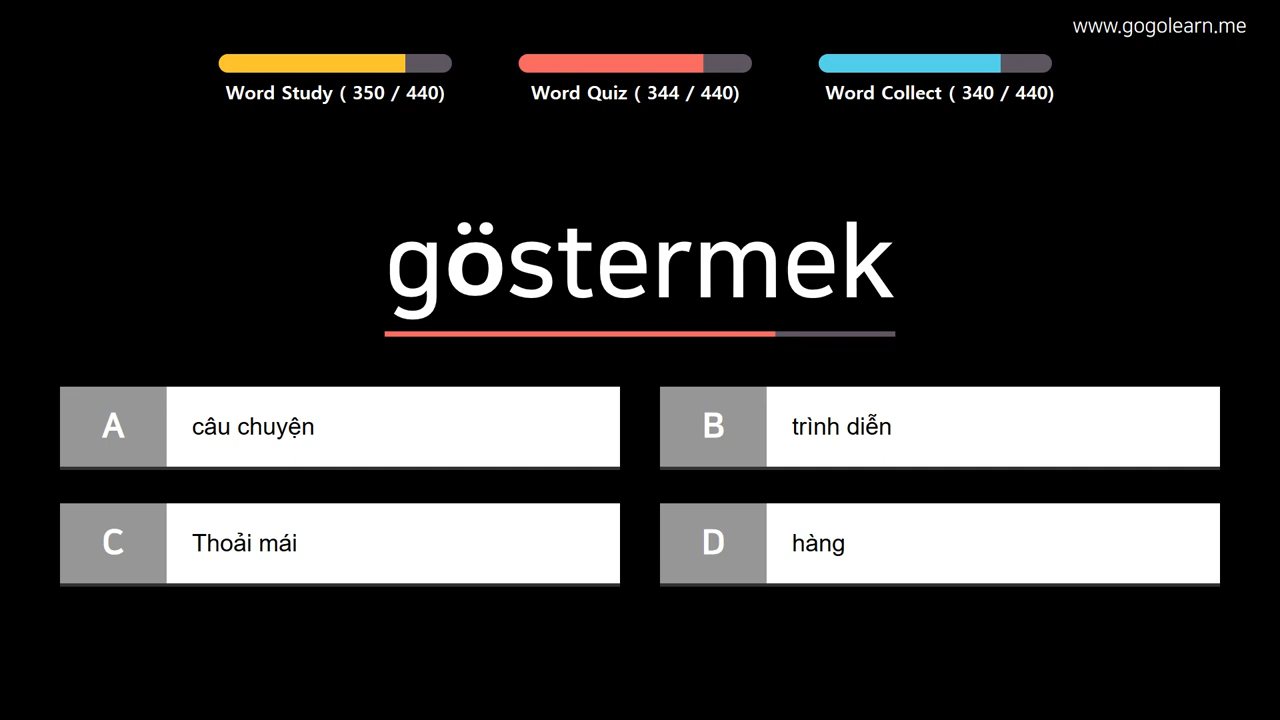 www.gogolearn.me
Word Study ( 350 / 440)
Word Quiz ( 344 / 440)
Word Collect ( 340 / 440)
göstermek
A câu chuyện
B trình diễn
C Thoải mái
D hàng